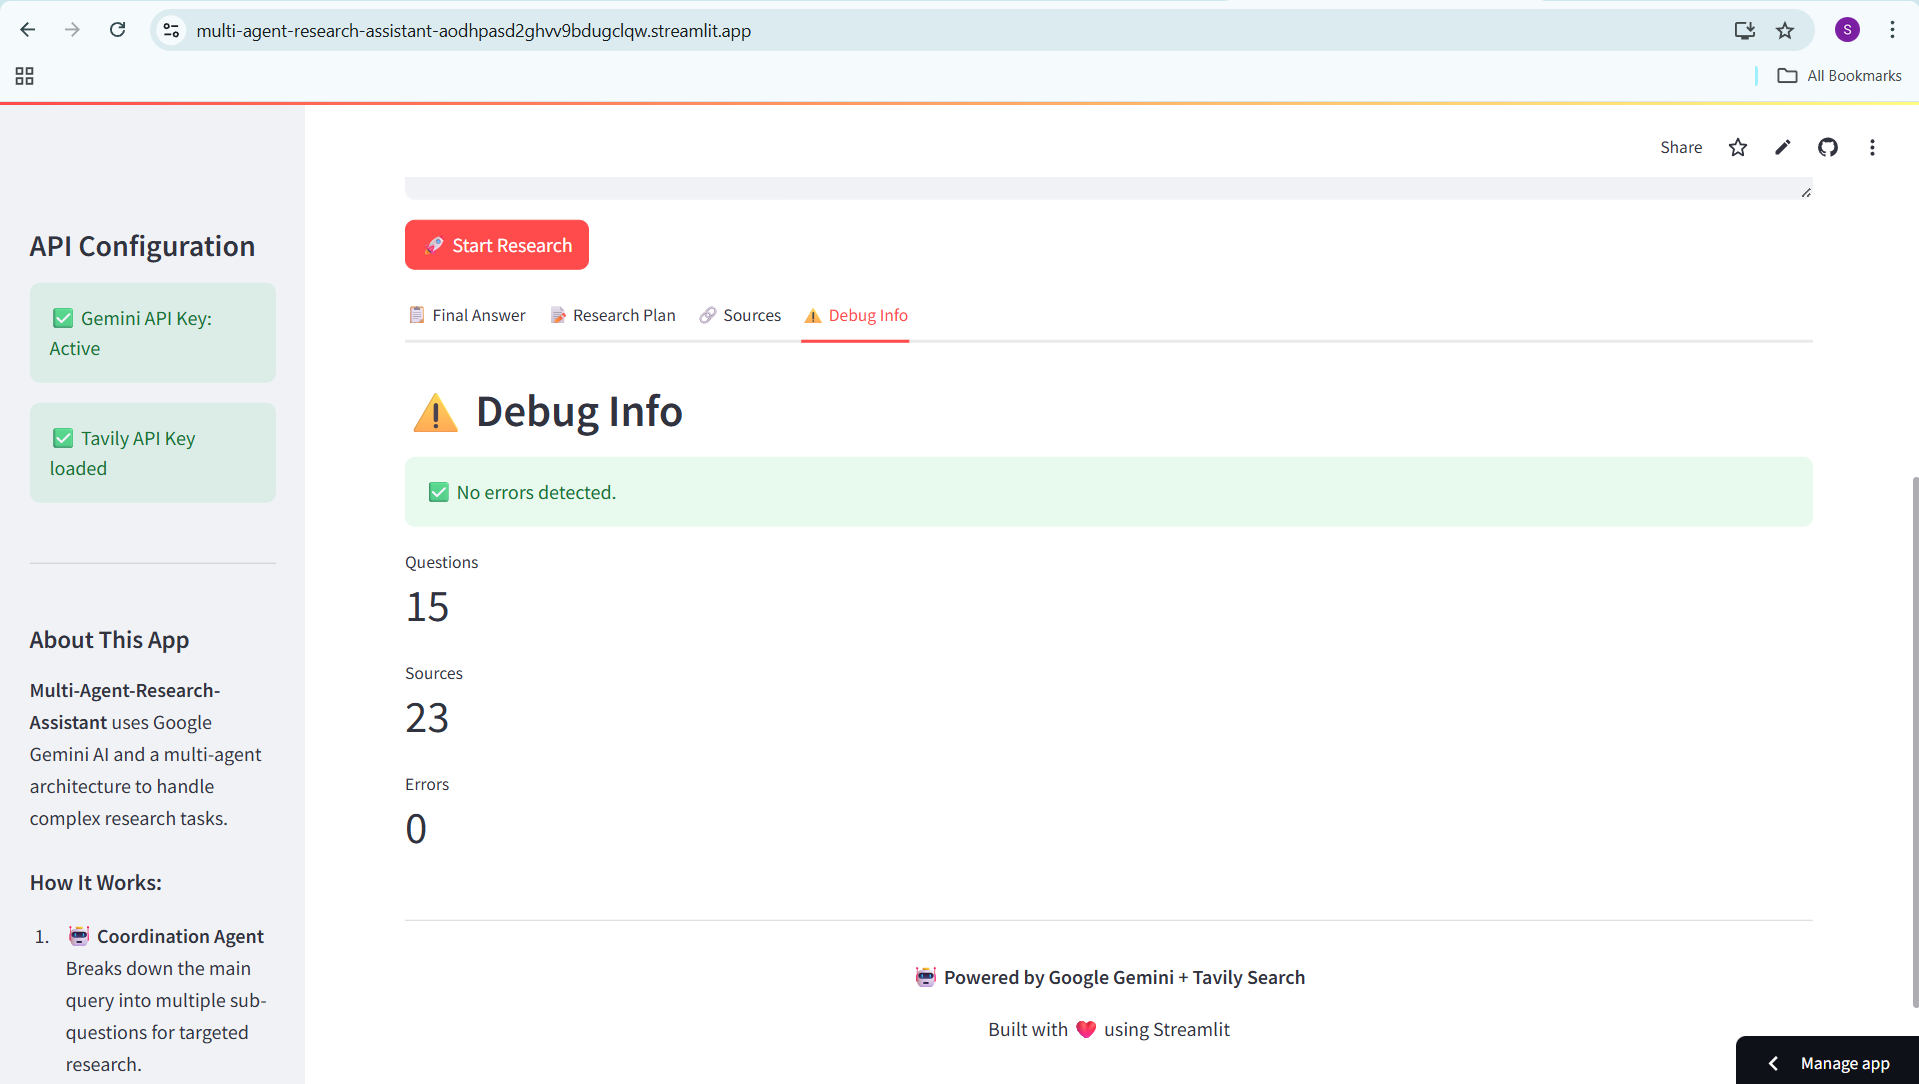 multi-agent-research-assistant-aodhpasd2ghvv9bdugclqw.streamlit.app
S
All Bookmarks
Share
API Configuration
✅ Gemini API Key:
Active
✅ Tavily API Key
loaded
About This App
Multi-Agent-Research-
Assistant uses Google
Gemini AI and a multi-agent
architecture to handle
complex research tasks.
How It Works:
1. 🤖 Coordination Agent
Breaks down the main
query into multiple sub-
questions for targeted
research.
🚀 Start Research
📋 Final Answer 📝 Research Plan 🔗 Sources ⚠️ Debug Info
⚠️ Debug Info
✅ No errors detected.
Questions
15
Sources
23
Errors
0
🤖 Powered by Google Gemini + Tavily Search
Built with ❤️ using Streamlit
Manage app